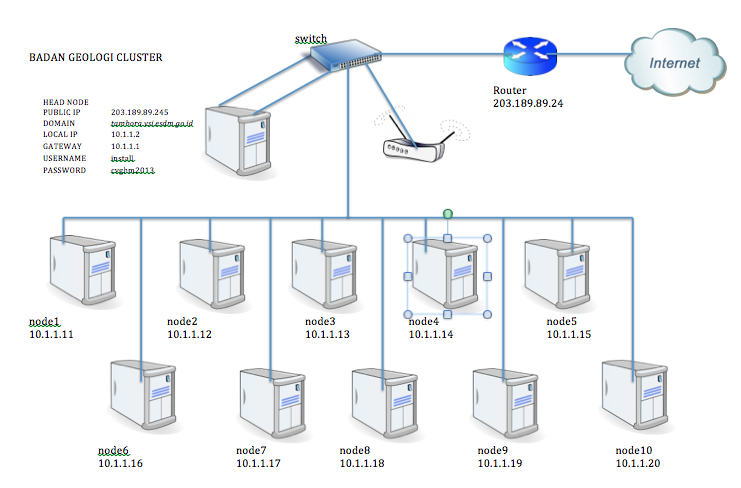 switch
BADAN GEOLOGI CLUSTER
Internet
Router
203.189.89.24
HEAD NODE
PUBLIC IP 203.189.89.245
DOMAIN tambora.vsi.esdm.go.id
LOCAL IP 10.1.1.2
GATEWAY 10.1.1.1
USERNAME install
PASSWORD cvghm2013
node1
10.1.1.11
node2
10.1.1.12
node3
10.1.1.13
node4
10.1.1.14
node5
10.1.1.15
node6
10.1.1.16
node7
10.1.1.17
node8
10.1.1.18
node9
10.1.1.19
node10
10.1.1.20